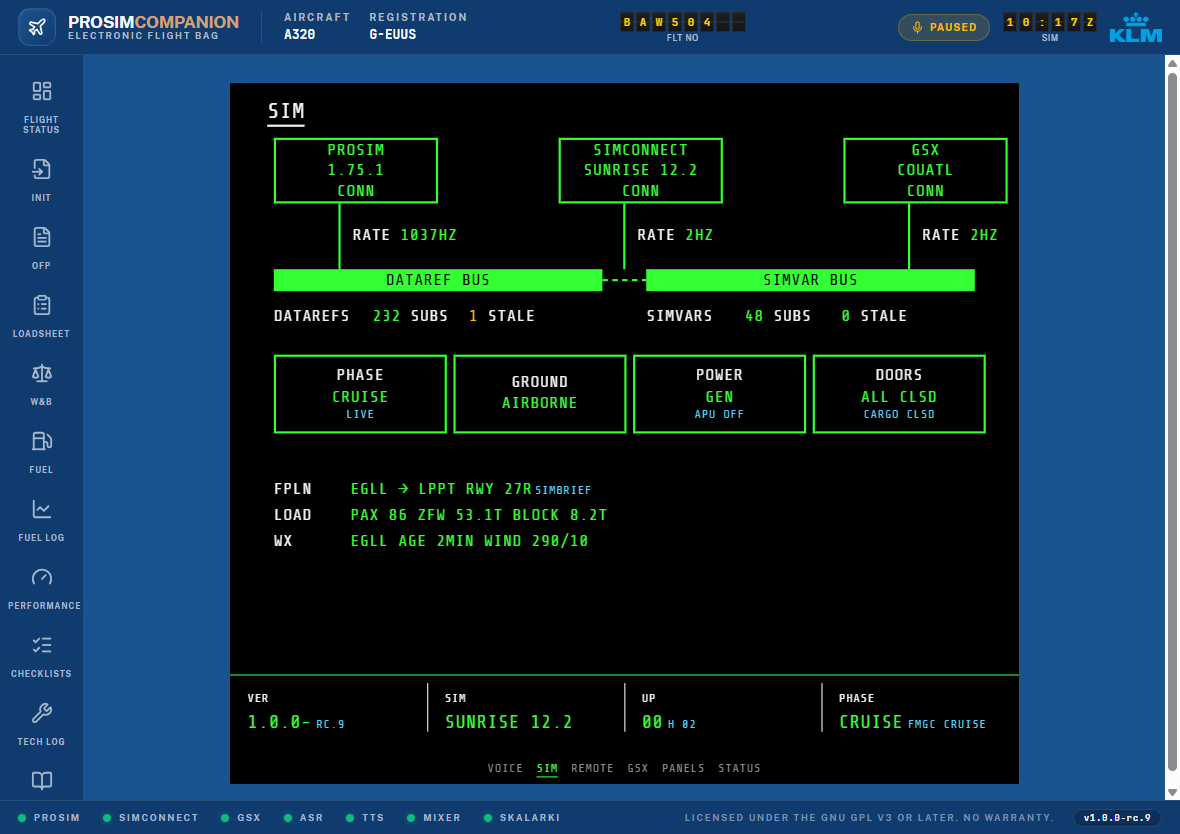 PROSIMCOMPANION
ELECTRONIC FLIGHT BAG
AIRCRAFT
A320
REGISTRATION
G-EUUS
BAW504
FLT NO
PAUSED
10:17Z
SIM
KLM
FLIGHT
STATUS
INIT
OFP
LOADSHEET
W&B
FUEL
FUEL LOG
PERFORMANCE
CHECKLISTS
TECH LOG
SIM
PROSIM
1.75.1
CONN
SIMCONNECT
SUNRISE 12.2
CONN
GSX
COUATL
CONN
RATE 1037HZ
RATE 2HZ
RATE 2HZ
DATAREF BUS
SIMVAR BUS
DATAREFS 232 SUBS 1 STALE
SIMVARS 48 SUBS 0 STALE
PHASE
CRUISE
LIVE
GROUND
AIRBORNE
POWER
GEN
APU OFF
DOORS
ALL CLSD
CARGO CLSD
FPLN EGLL → LPPT RWY 27R SIMBRIEF
LOAD PAX 86 ZFW 53.1T BLOCK 8.2T
WX EGLL AGE 2MIN WIND 290/10
VER
1.0.0- RC.9
SIM
SUNRISE 12.2
UP
00 H 02
PHASE
CRUISE FMGC CRUISE
VOICE SIM REMOTE GSX PANELS STATUS
PROSIM SIMCONNECT GSX ASR TTS MIXER SKALARKI
LICENSED UNDER THE GNU GPL V3 OR LATER. NO WARRANTY.
v1.0.0-rc.9